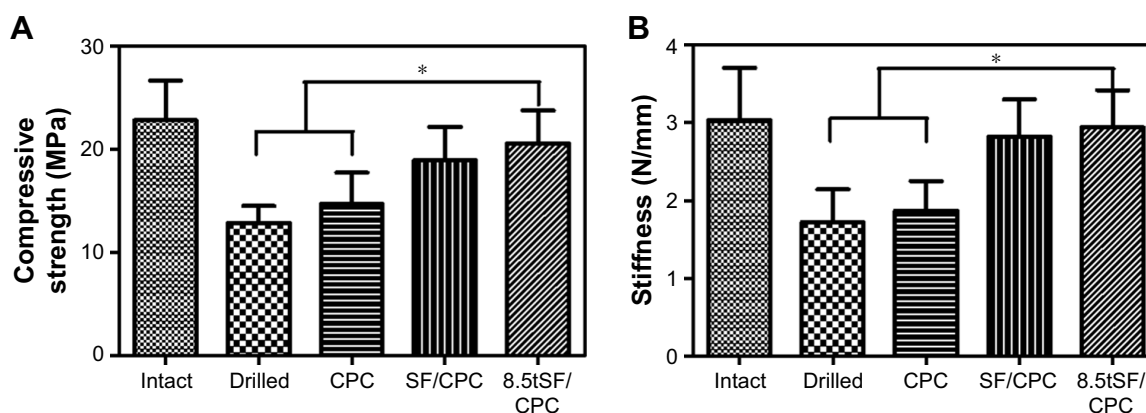 A
Compressive
strength (MPa)
30
20
10
0
*
Intact
Drilled
CPC
SF/CPC
8.5tSF/
CPC
B
Stiffness (N/mm)
4
3
2
1
0
*
Intact
Drilled
CPC
SF/CPC
8.5tSF/
CPC